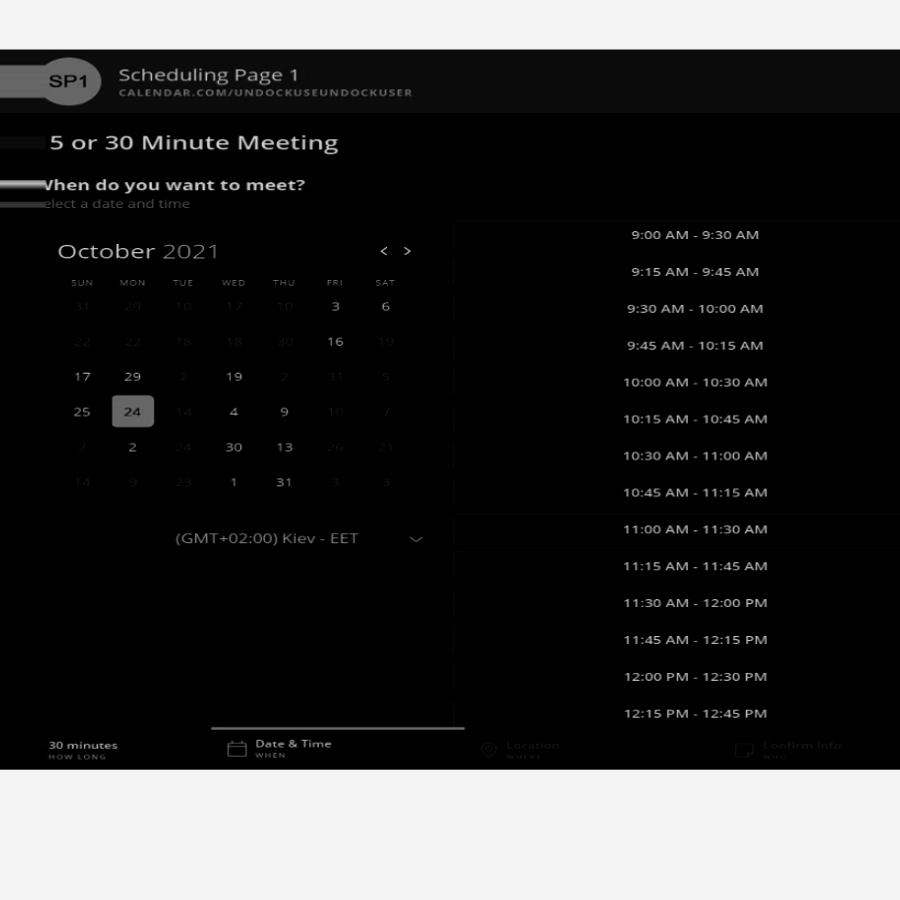 SP1
Scheduling Page 1
CALENDAR.COM/UNDOCKUSEUNDOCKUSER
5 or 30 Minute Meeting
When do you want to meet?
elect a date and time
October 2021
< >
SUN MON TUE WED THU FRI SAT
31 29 10 17 10 3 6
22 22 18 18 30 16 19
17 29 2 19 2 31 5
25 24 14 4 9 10 7
2 2 24 30 13 26 21
14 9 23 1 31 3 3
(GMT+02:00) Kiev - EET
9:00 AM - 9:30 AM
9:15 AM - 9:45 AM
9:30 AM - 10:00 AM
9:45 AM - 10:15 AM
10:00 AM - 10:30 AM
10:15 AM - 10:45 AM
10:30 AM - 11:00 AM
10:45 AM - 11:15 AM
11:00 AM - 11:30 AM
11:15 AM - 11:45 AM
11:30 AM - 12:00 PM
11:45 AM - 12:15 PM
12:00 PM - 12:30 PM
12:15 PM - 12:45 PM
30 minutes
HOW LONG
Date & Time
WHEN
Location
WHERE
Confirm Info
WHO